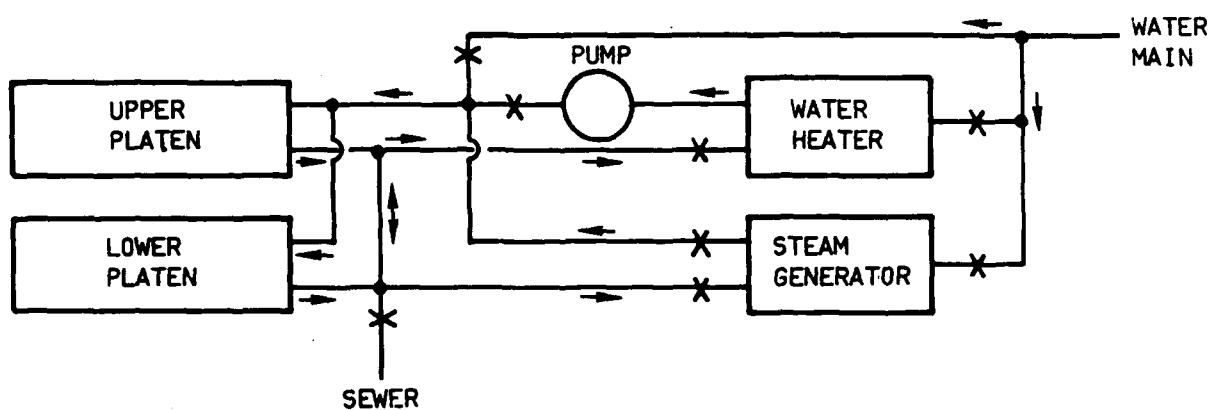 WATER
MAIN
PUMP
UPPER
PLATEN
WATER
HEATER
LOWER
PLATEN
STEAM
GENERATOR
SEWER